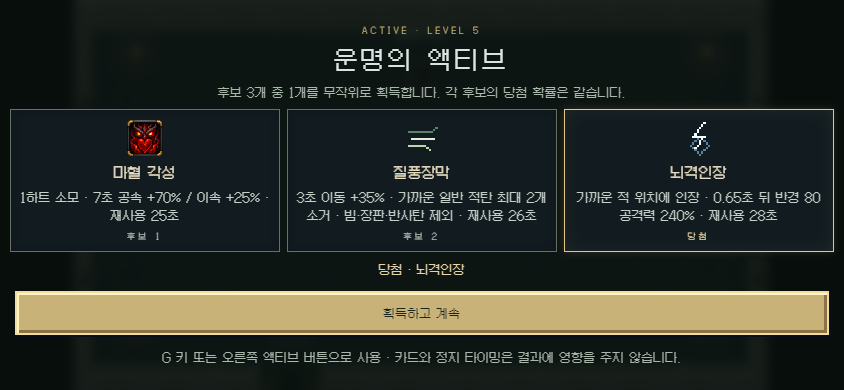 ACTIVE · LEVEL 5
운명의 액티브
후보 3개 중 1개를 무작위로 획득합니다. 각 후보의 당첨 확률은 같습니다.
마혈 각성
1하트 소모 · 7초 공속 +70% / 이속 +25% ·
재사용 25초
후보 1
질풍장막
3초 이동 +35% · 가까운 일반 적탄 최대 2개
소거 · 빔·장판·반사탄 제외 · 재사용 26초
후보 2
뇌격인장
가까운 적 위치에 인장 · 0.65초 뒤 반경 80
공격력 240% · 재사용 28초
당첨
당첨 · 뇌격인장
획득하고 계속
G 키 또는 오른쪽 액티브 버튼으로 사용 · 카드와 정지 타이밍은 결과에 영향을 주지 않습니다.